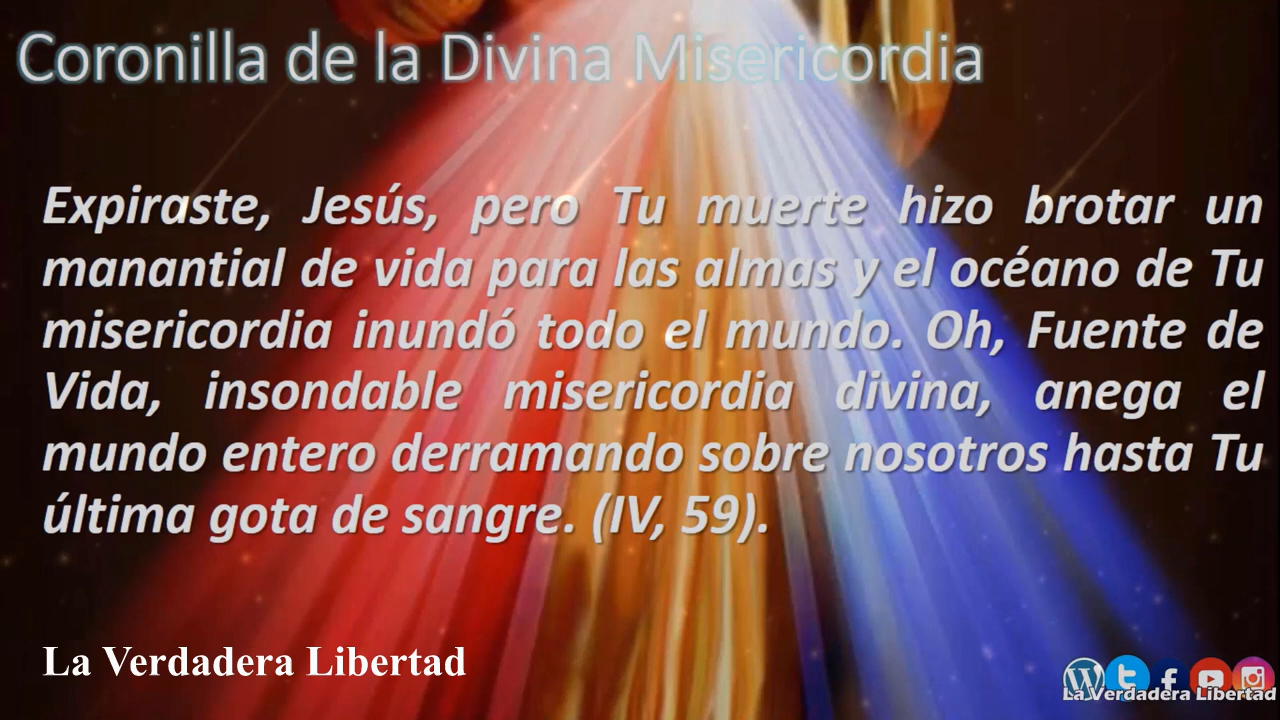 Coronilla de la Divina Misericordia
Expiraste, Jesús, pero Tu muerte hizo brotar un
manantial de vida para las almas y el océano de Tu
misericordia inundó todo el mundo. Oh, Fuente de
Vida, insondable misericordia divina, anega el
mundo entero derramando sobre nosotros hasta Tu
última gota de sangre. (IV, 59).
La Verdadera Libertad
La Verdadera Libertad